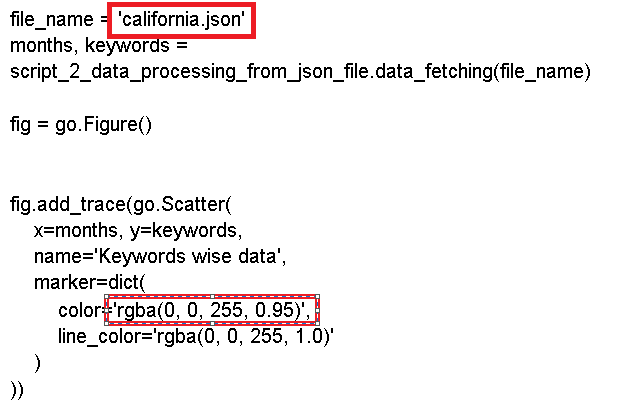 file_name = 'california.json'
months, keywords =
script_2_data_processing_from_json_file.data_fetching(file_name)
fig = go.Figure()
fig.add_trace(go.Scatter(
x=months, y=keywords,
name='Keywords wise data',
marker=dict(
color='rgba(0, 0, 255, 0.95)',
line_color='rgba(0, 0, 255, 1.0)'
)
))